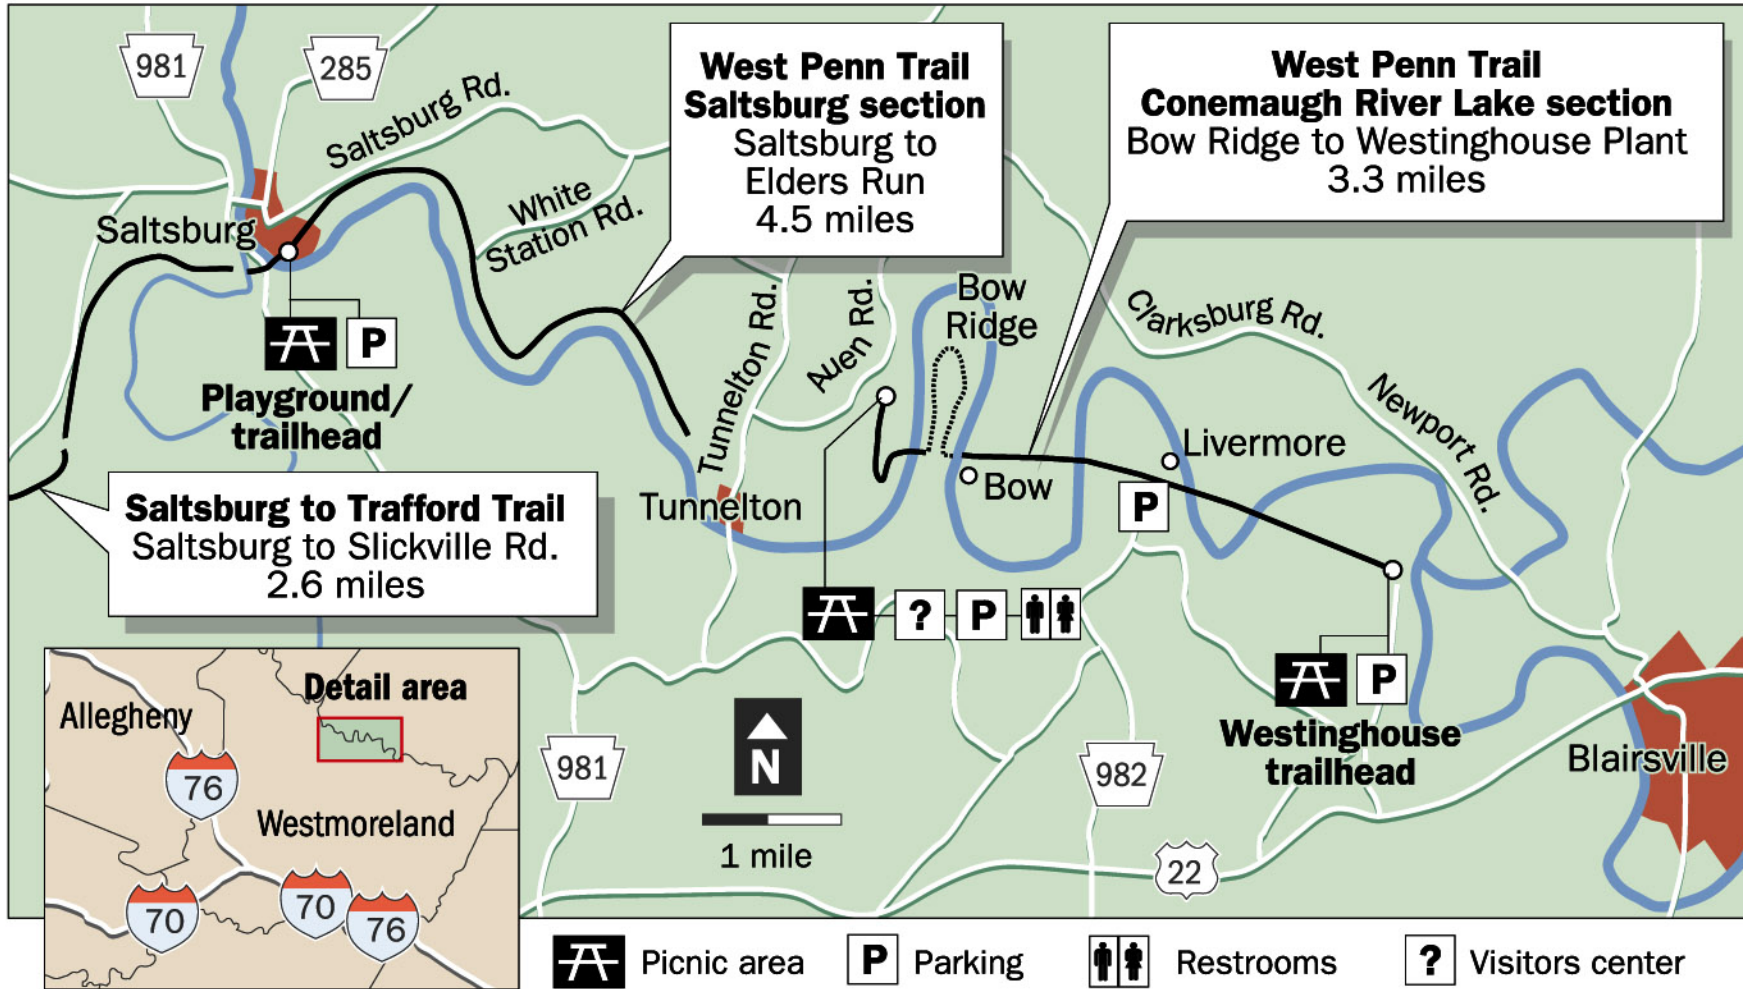 981
285
Saltsburg Rd.
West Penn Trail
Saltsburg section
Saltsburg to
Elders Run
4.5 miles
West Penn Trail
Conemaugh River Lake section
Bow Ridge to Westinghouse Plant
3.3 miles
White
Station Rd.
Saltsburg
P
Playground/
trailhead
Tunnelton Rd.
Auen Rd.
Bow
Ridge
Clarksburg Rd.
Newport Rd.
Livermore
Bow
Tunnelton
P
Saltsburg to Trafford Trail
Saltsburg to Slickville Rd.
2.6 miles
? P
P
Westinghouse
trailhead
Blairsville
Detail area
Allegheny
76
Westmoreland
70
70
76
981
N
1 mile
982
22
Picnic area
P Parking
Restrooms
? Visitors center